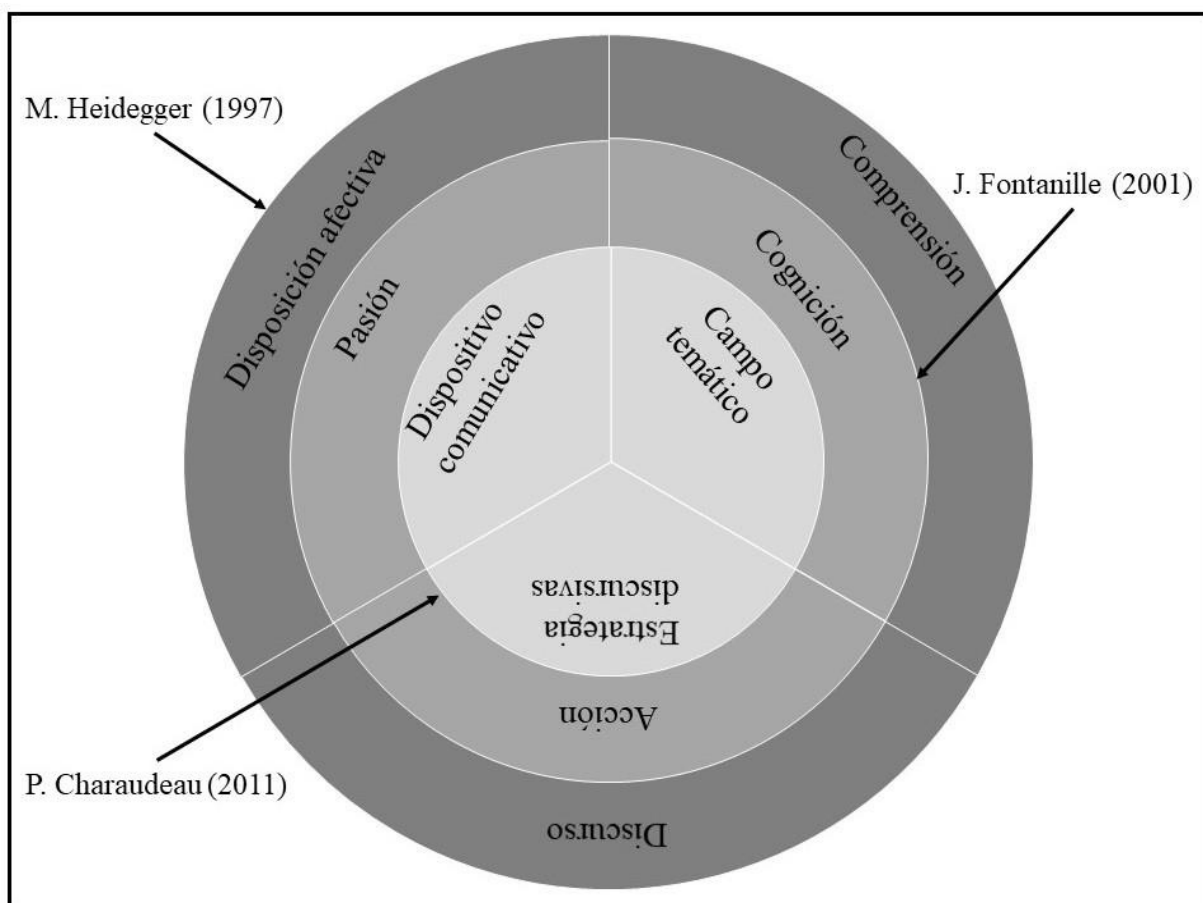 M. Heidegger (1997)
J. Fontanille (2001)
P. Charaudeau (2011)
Disposición afectiva
Comprensión
Discurso
Pasión
Cognición
Acción
Dispositivo
comunicativo
Campo
temático
Estrategia
discursivas